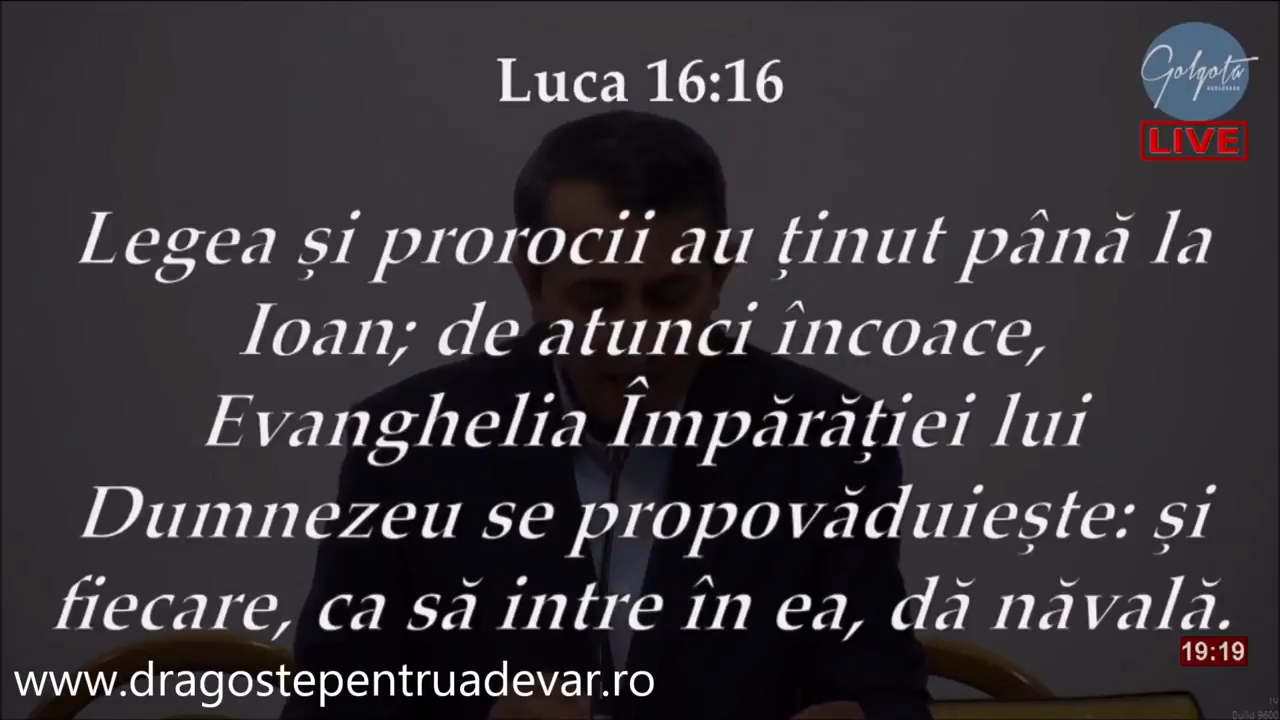 Luca 16:16
Golgota
LIVE
Legea și prorocii au ținut până la
Ioan; de atunci încoace,
Evanghelia Împărăției lui
Dumnezeu se propovăduiește: și
fiecare, ca să intre în ea, dă năvală.
19:19
www.dragostepentruadevar.ro